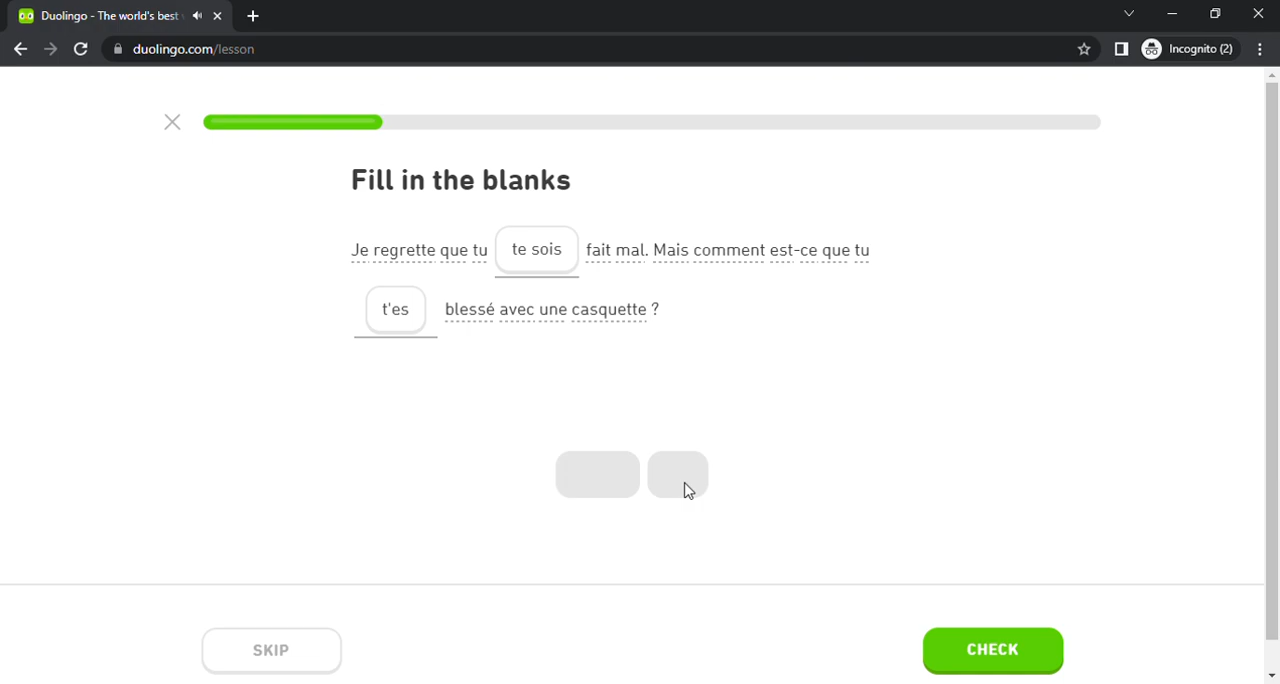 Duolingo - The world's best
duolingo.com/lesson
Incognito (2)
Fill in the blanks
Je regrette que tu te sois fait mal. Mais comment est-ce que tu
t'es blessé avec une casquette ?
SKIP
CHECK